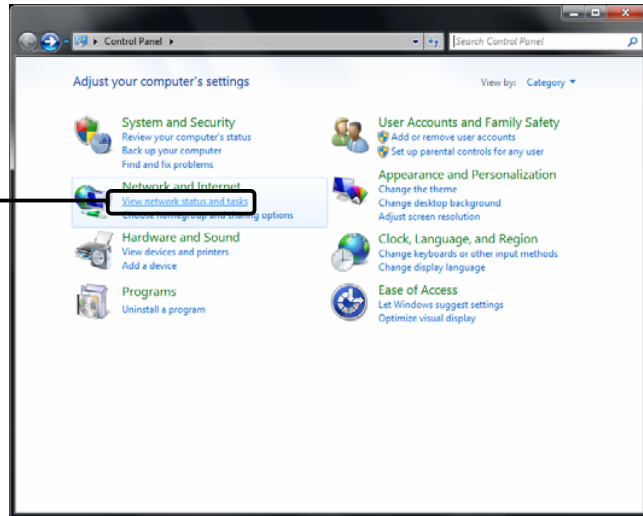 Control Panel
Search Control Panel
Adjust your computer's settings
View by: Category
System and Security
Review your computer's status
Back up your computer
Find and fix problems
Network and Internet
View network status and tasks
Choose homegroup and sharing options
Hardware and Sound
View devices and printers
Add a device
Programs
Uninstall a program
User Accounts and Family Safety
Add or remove user accounts
Set up parental controls for any user
Appearance and Personalization
Change the theme
Change desktop background
Adjust screen resolution
Clock, Language, and Region
Change keyboards or other input methods
Change display language
Ease of Access
Let Windows suggest settings
Optimize visual display